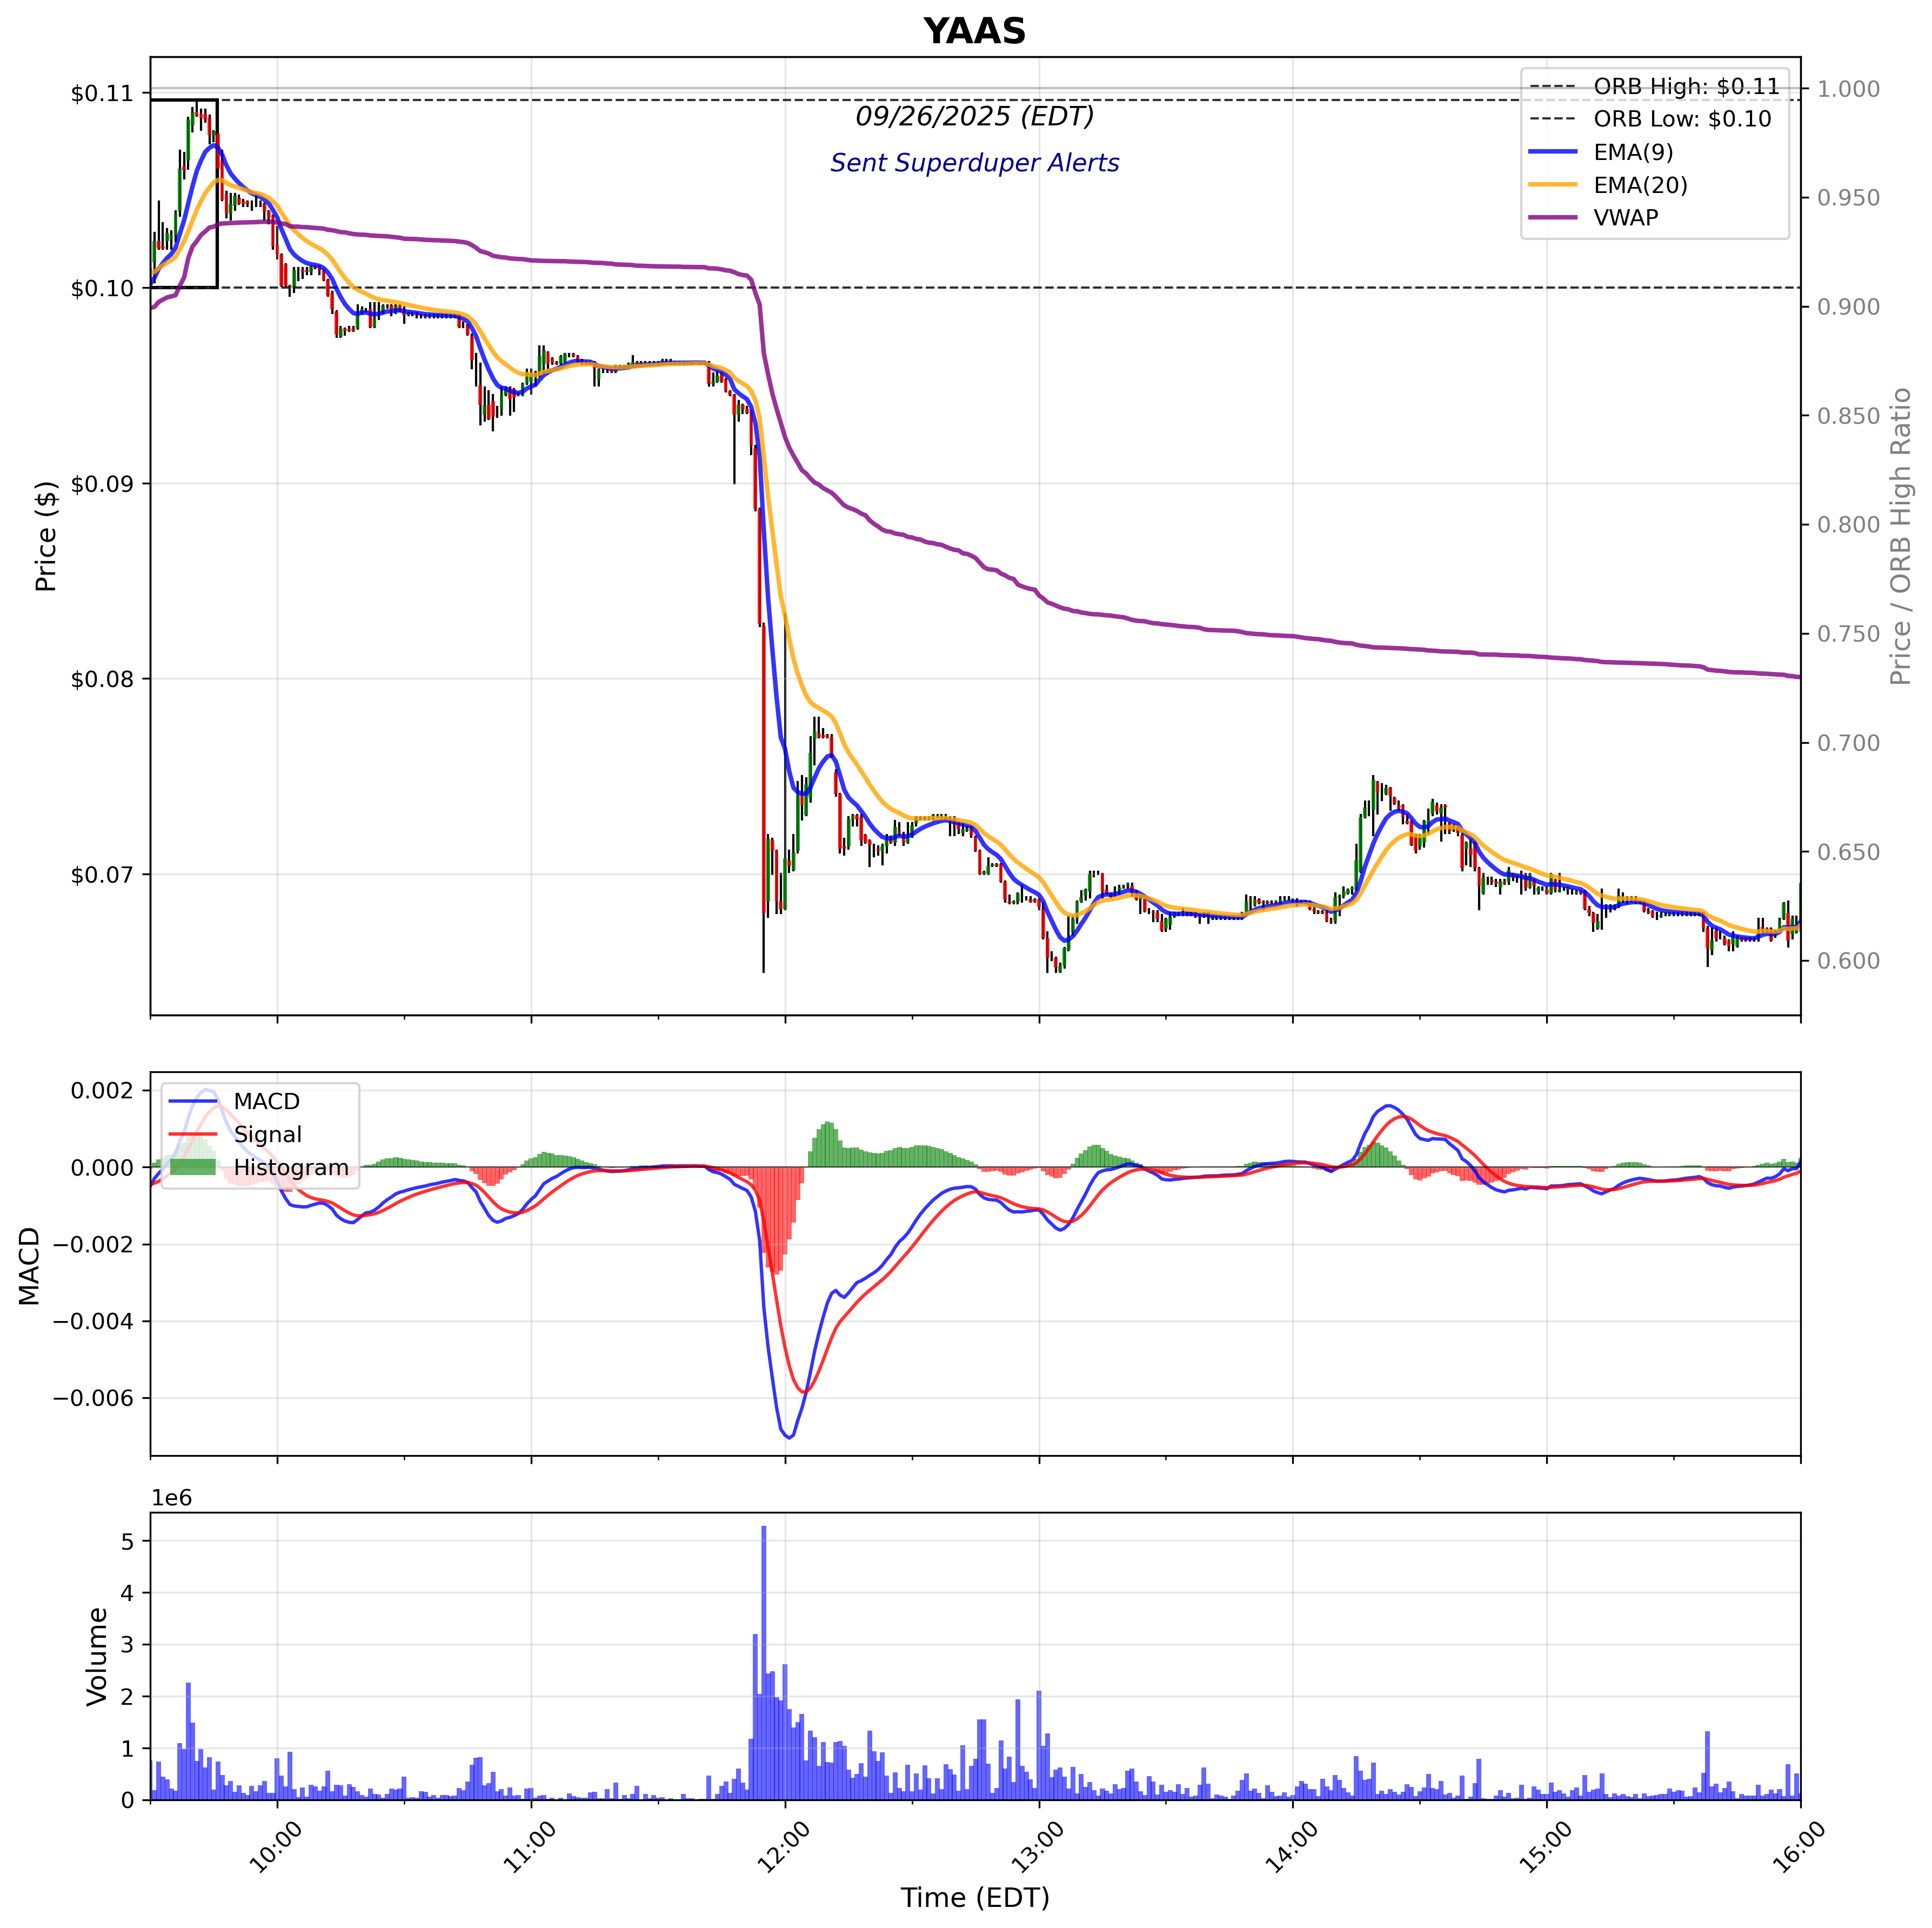 YAAS
09/26/2025 (EDT)
Sent Superduper Alerts
ORB High: $0.11
ORB Low: $0.10
EMA(9)
EMA(20)
VWAP
Price ($)
$0.11
$0.10
$0.09
$0.08
$0.07
1.000
0.950
0.900
0.850
0.800
0.750
0.700
0.650
0.600
Price / ORB High Ratio
MACD
Signal
Histogram
MACD
0.002
0.000
−0.002
−0.004
−0.006
1e6
Volume
5
4
3
2
1
0
10:00
11:00
12:00
13:00
14:00
15:00
16:00
Time (EDT)